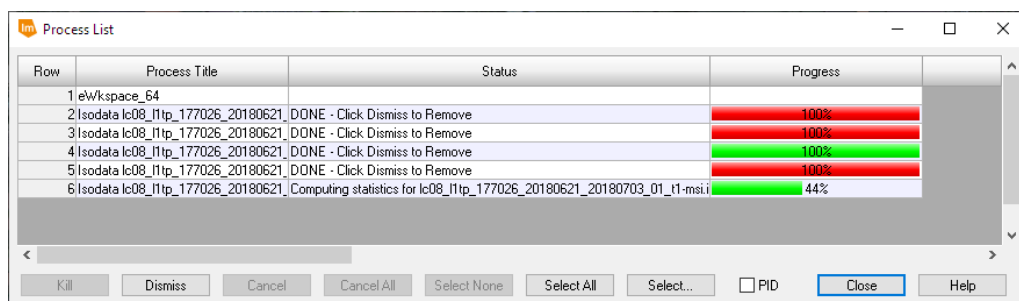 Im Process List
Row Process Title Status Progress
1 eWkspace_64
2 Isodata lc08_l1tp_177026_20180621_ DONE - Click Dismiss to Remove 100%
3 Isodata lc08_l1tp_177026_20180621_ DONE - Click Dismiss to Remove 100%
4 Isodata lc08_l1tp_177026_20180621_ DONE - Click Dismiss to Remove 100%
5 Isodata lc08_l1tp_177026_20180621_ DONE - Click Dismiss to Remove 100%
6 Isodata lc08_l1tp_177026_20180621_ Computing statistics for lc08_l1tp_177026_20180621_20180703_01_t1-msi.i 44%
Kill Dismiss Cancel Cancel All Select None Select All Select... PID Close Help